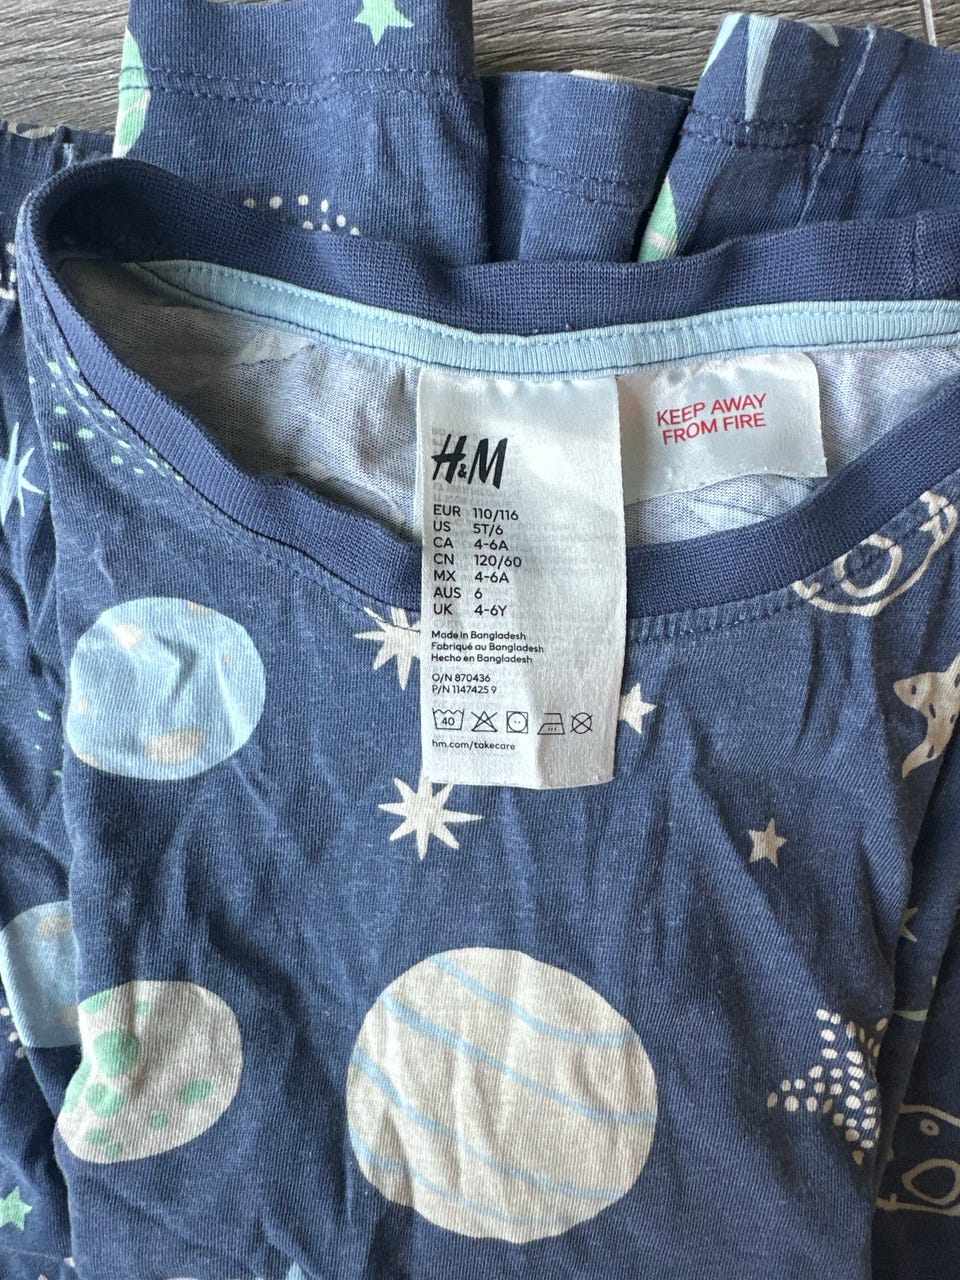 KEEP AWAY
FROM FIRE
H&M
EUR 110/116
US 5T/6
CA 4-6A
CN 120/60
MX 4-6A
AUS 6
UK 4-6Y
Made in Bangladesh
Fabriqué au Bangladesh
Hecho en Bangladesh
O/N 870436
P/N 1147425 9
40
hm.com/takecare